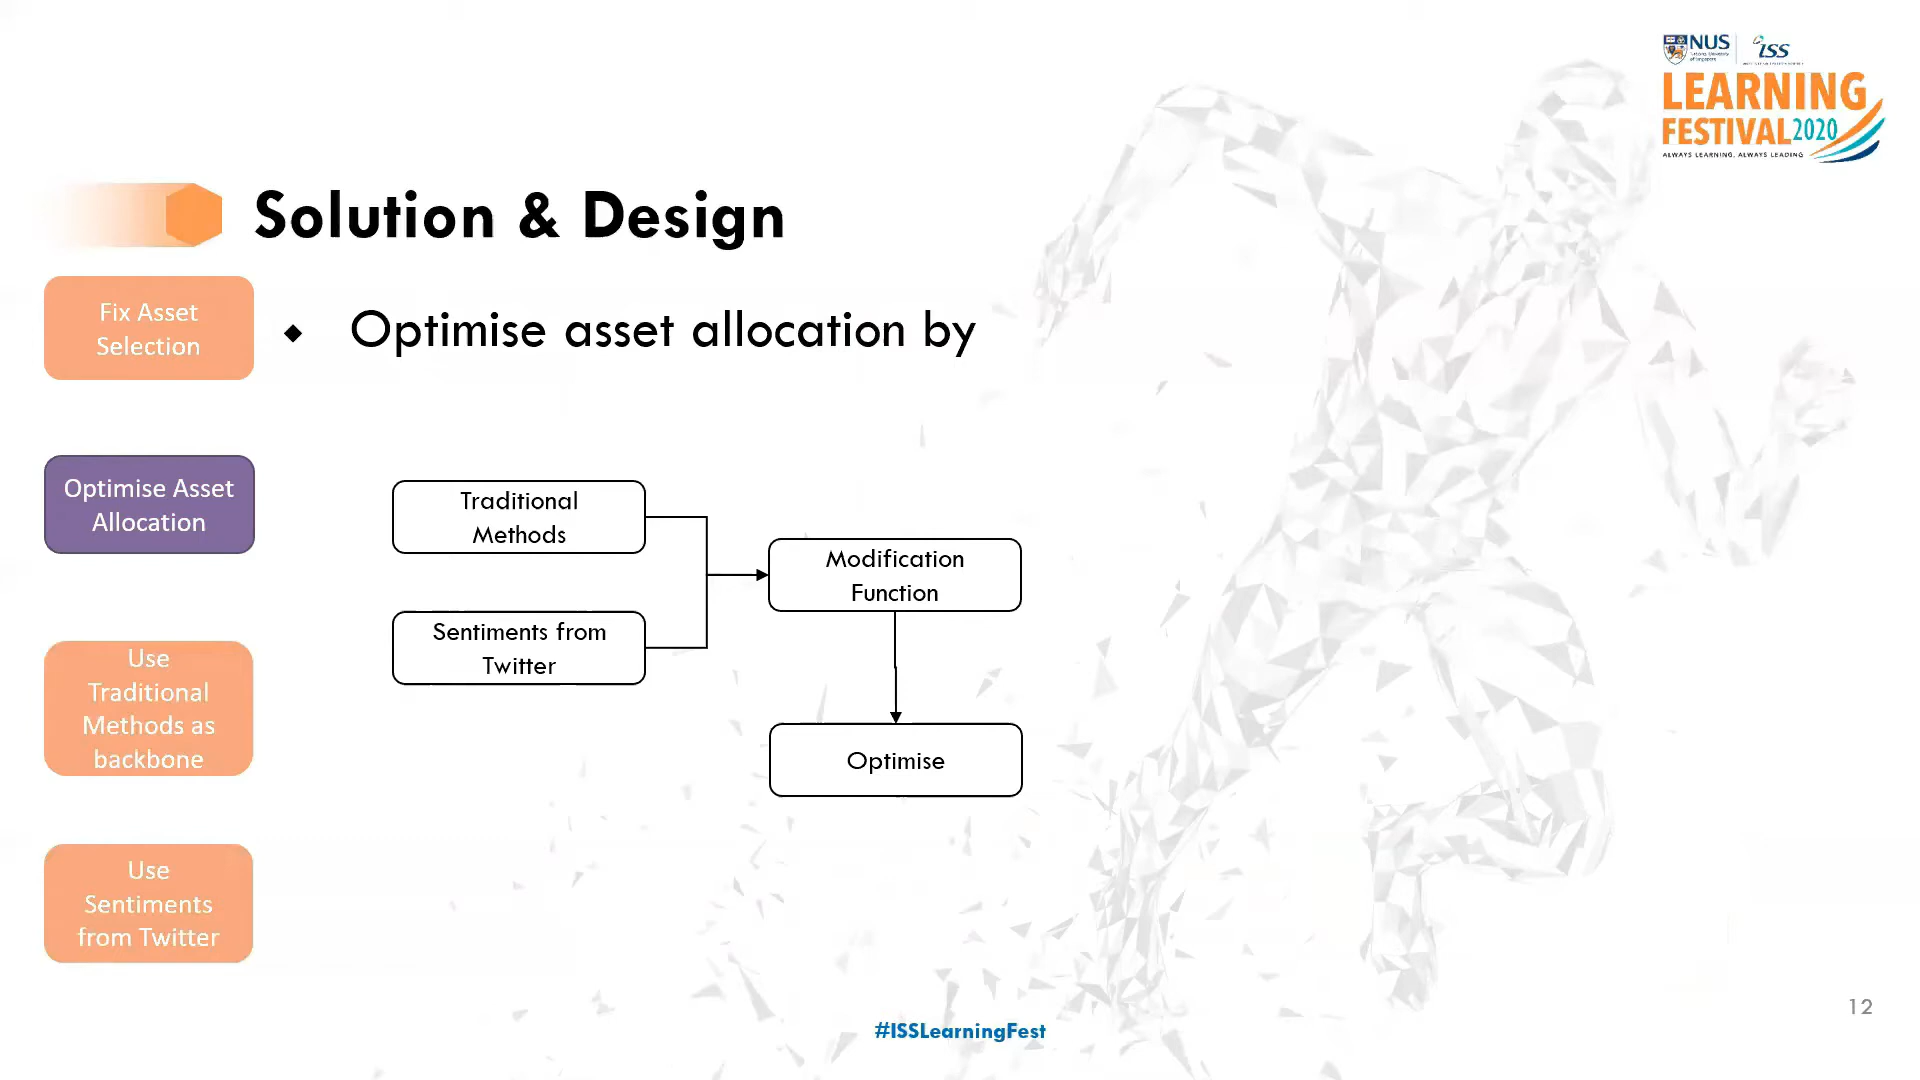 NUS
ISS
LEARNING
FESTIVAL 2020
ALWAYS LEARNING, ALWAYS LEADING
Solution & Design
Fix Asset
Selection
◆ Optimise asset allocation by
Optimise Asset
Allocation
Traditional
Methods
Modification
Function
Sentiments from
Twitter
Use
Traditional
Methods as
backbone
Optimise
Use
Sentiments
from Twitter
12
#ISSLearningFest